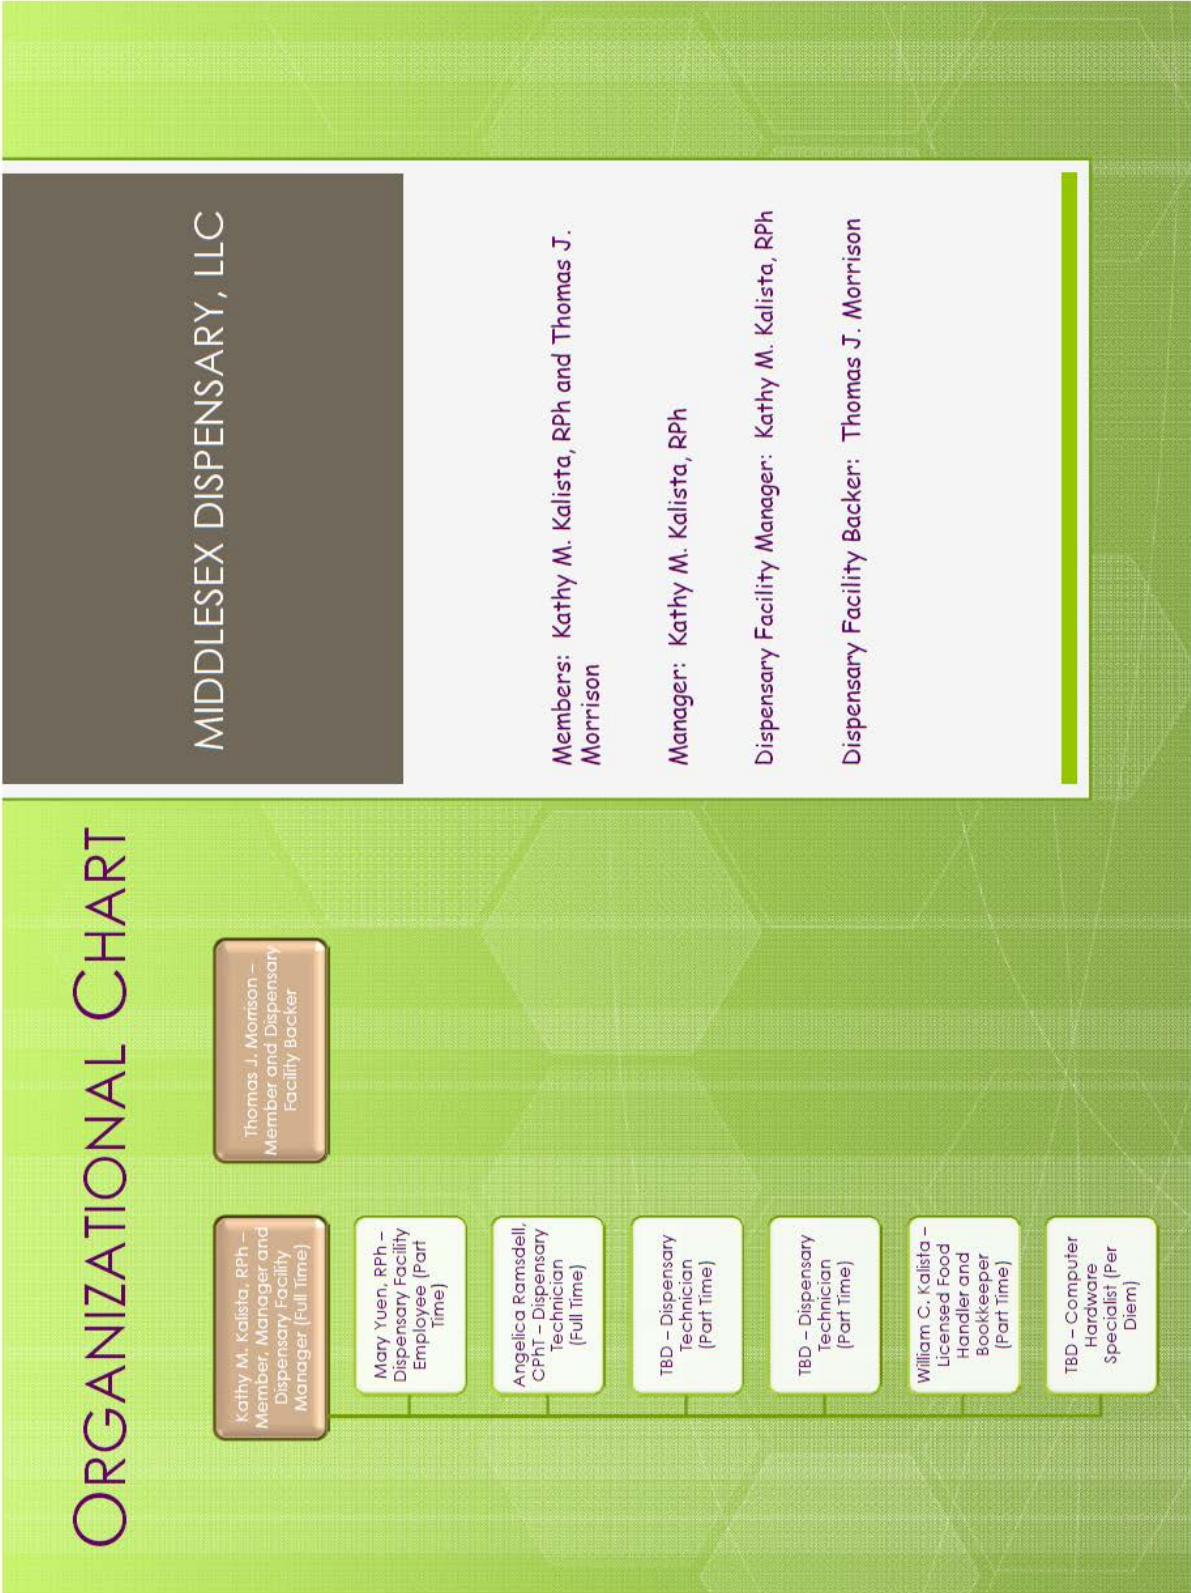 ORGANIZATIONAL CHART
Kathy M. Kalista, RPh –
Member, Manager and
Dispensary Facility
Manager (Full Time)
Thomas J. Morrison –
Member and Dispensary
Facility Backer
Mary Yuen, RPh –
Dispensary Facility
Employee (Part
Time)
Angelica Ramsdell,
CPhT – Dispensary
Technician
(Full Time)
TBD – Dispensary
Technician
(Part Time)
TBD – Dispensary
Technician
(Part Time)
William C. Kalista –
Licensed Food
Handler and
Bookkeeper
(Part Time)
TBD – Computer
Hardware
Specialist (Per
Diem)
MIDDLESEX DISPENSARY, LLC
Members: Kathy M. Kalista, RPh and Thomas J.
Morrison
Manager: Kathy M. Kalista, RPh
Dispensary Facility Manager: Kathy M. Kalista, RPh
Dispensary Facility Backer: Thomas J. Morrison